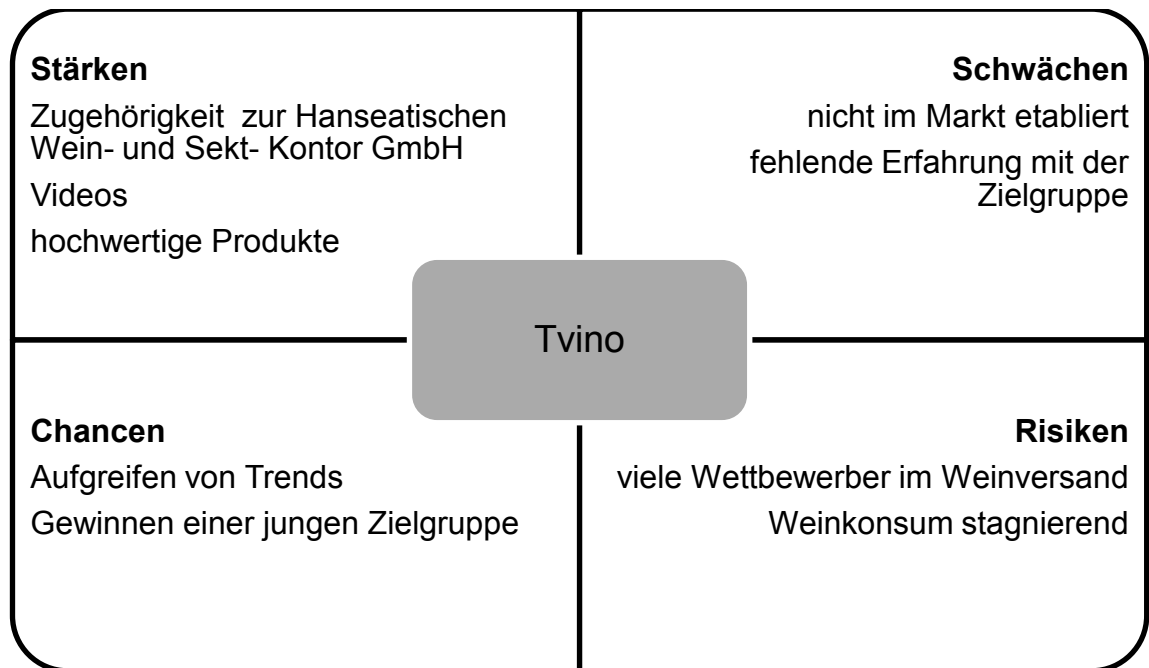 Stärken
Zugehörigkeit zur Hanseatischen
Wein- und Sekt- Kontor GmbH
Videos
hochwertige Produkte
Schwächen
nicht im Markt etabliert
fehlende Erfahrung mit der
Zielgruppe
Tvino
Chancen
Aufgreifen von Trends
Gewinnen einer jungen Zielgruppe
Risiken
viele Wettbewerber im Weinversand
Weinkonsum stagnierend